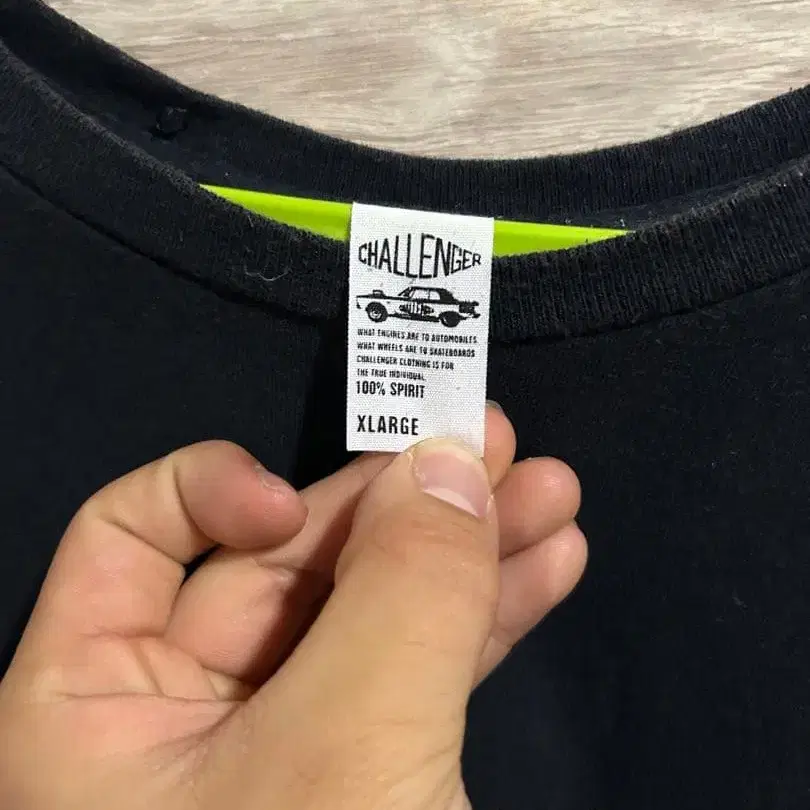 CHALLENGER
WHAT ENGINES ARE TO AUTOMOBILES
WHAT WHEELS ARE TO SKATEBOARDS
CHALLENGER CLOTHING IS FOR
THE TRUE INDIVIDUAL
100% SPIRIT
XLARGE